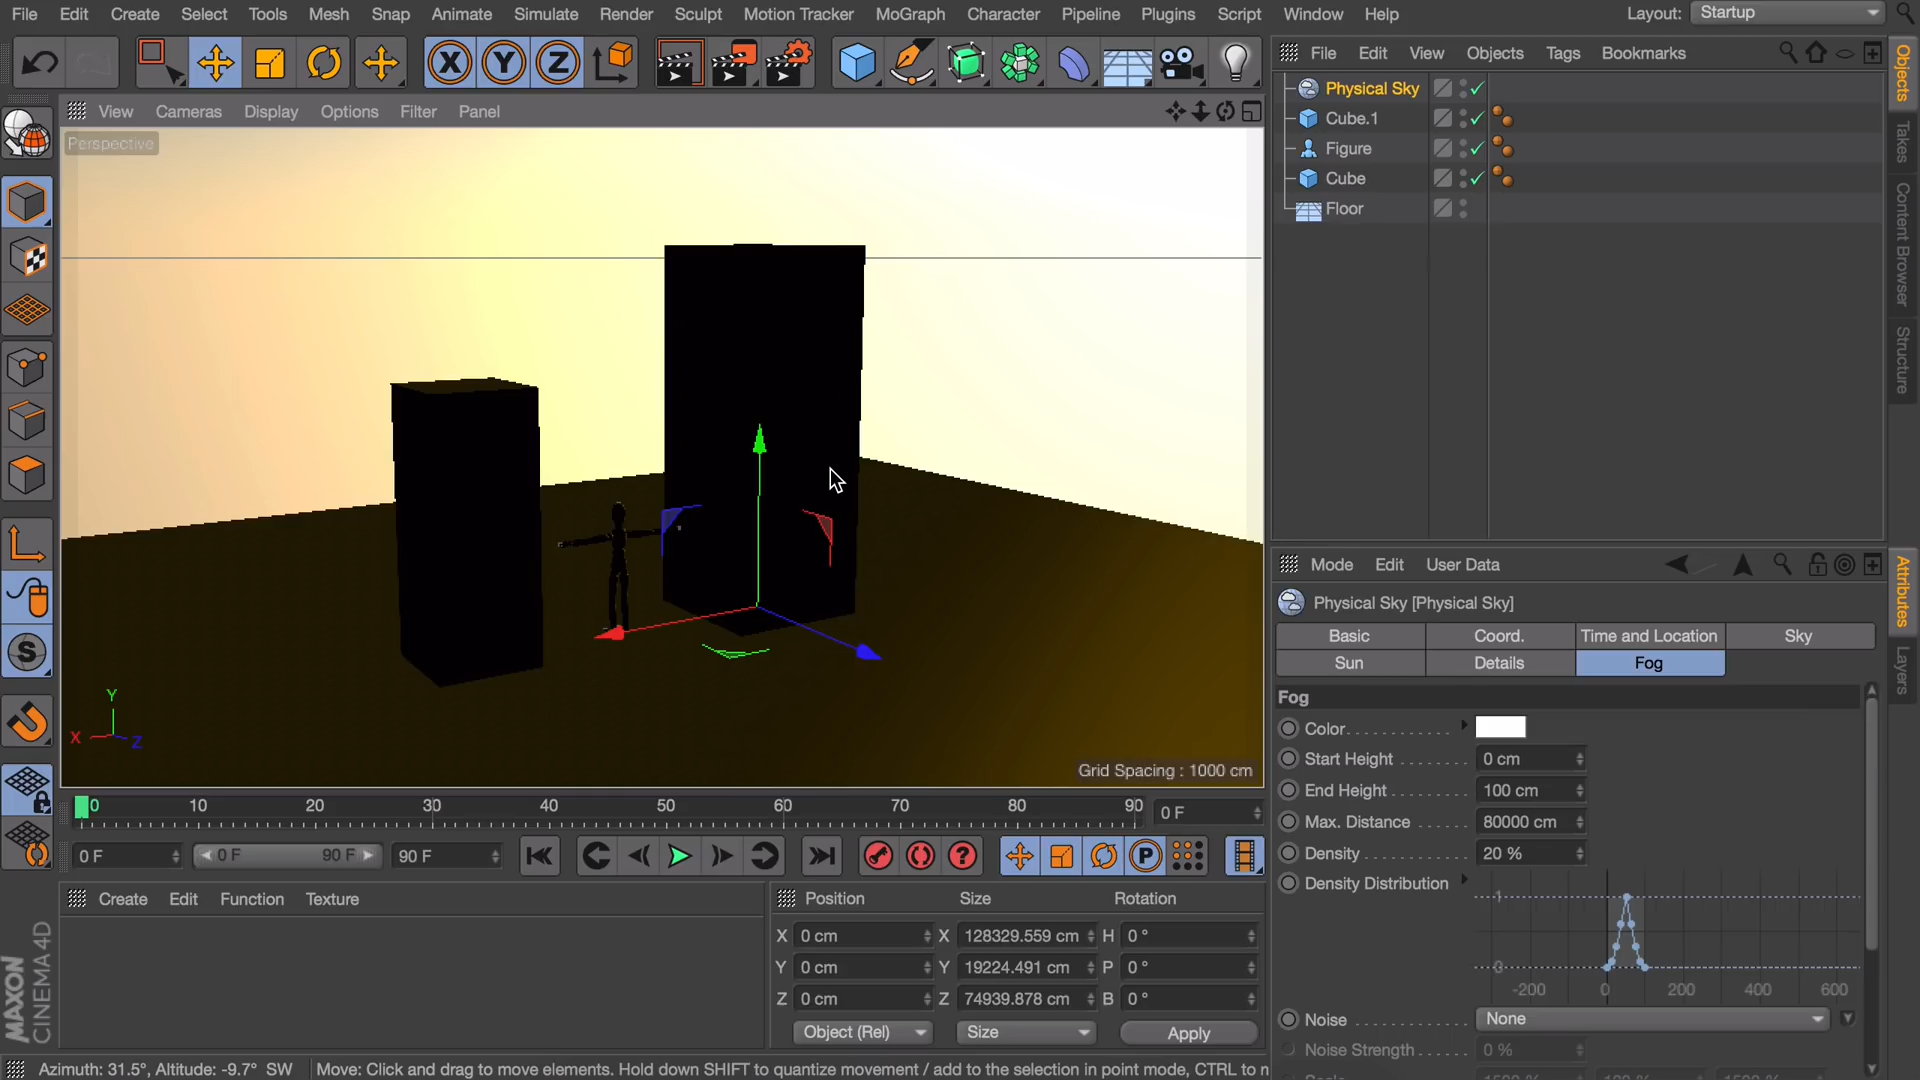 File Edit Create Select Tools Mesh Snap Animate Simulate Render Sculpt Motion Tracker MoGraph Character Pipeline Plugins Script Window Help Layout: Startup
X Y Z
File Edit View Objects Tags Bookmarks
View Cameras Display Options Filter Panel
Perspective
Physical Sky
Cube.1
Figure
Cube
Floor
Objects
Takes
Content Browser
Structure
Mode Edit User Data
Attributes
Layers
Physical Sky [Physical Sky]
Basic Coord. Time and Location Sky
Sun Details Fog
Fog
Color
Start Height 0 cm
End Height 100 cm
Max. Distance 80000 cm
Density 20 %
Density Distribution
1
0
-200 0 200 400 600
Noise None
Noise Strength 0 %
S
Y
X
Z
Grid Spacing : 1000 cm
0 10 20 30 40 50 60 70 80 90 0 F
0 F 0 F 90 F 90 F
P
Create Edit Function Texture
Position Size Rotation
X 0 cm X 128329.559 cm H 0 °
Y 0 cm Y 19224.491 cm P 0 °
Z 0 cm Z 74939.878 cm B 0 °
Object (Rel) Size Apply
MAXON
CINEMA 4D
Azimuth: 31.5°, Altitude: -9.7° SW Move: Click and drag to move elements. Hold down SHIFT to quantize movement / add to the selection in point mode, CTRL to